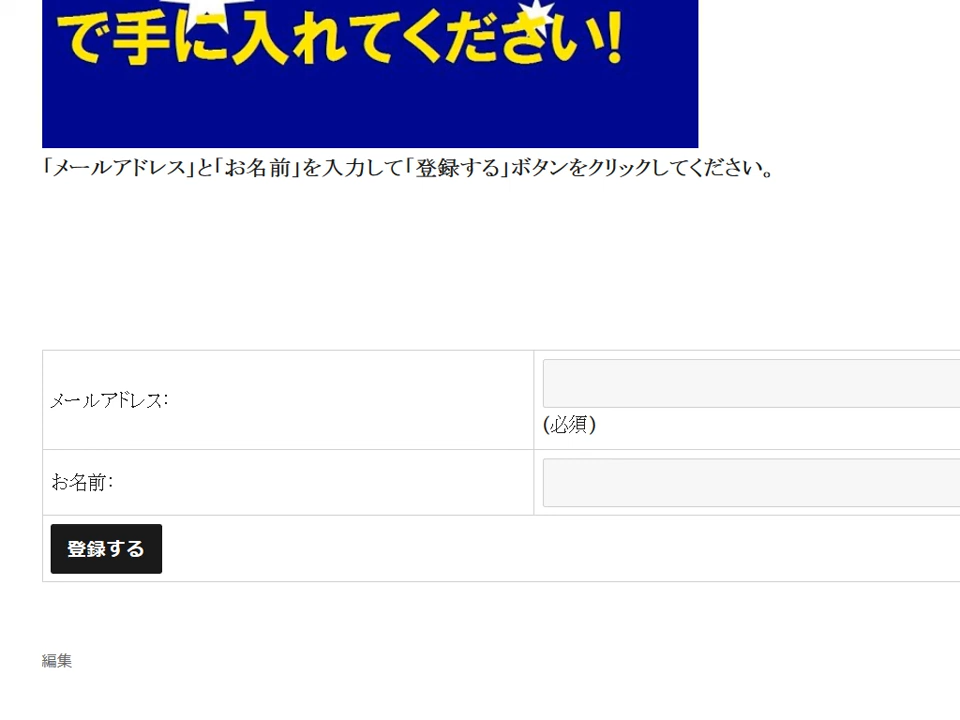 で手に入れてください!
「メールアドレス」と「お名前」を入力して「登録する」ボタンをクリックしてください。
メールアドレス:
(必須)
お名前:
登録する
編集